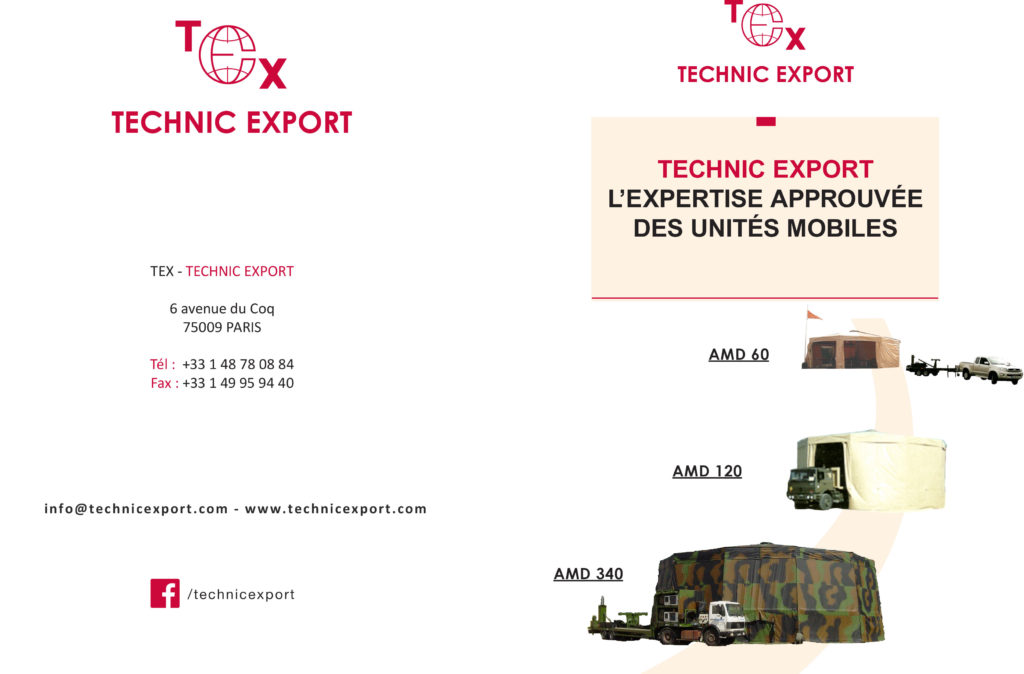 TEX
TECHNIC EXPORT
TEX - TECHNIC EXPORT
6 avenue du Coq
75009 PARIS
Tél : +33 1 48 78 08 84
Fax : +33 1 49 95 94 40
info@technicexport.com - www.technicexport.com
/technicexport
TEX
TECHNIC EXPORT
TECHNIC EXPORT
L’EXPERTISE APPROUVÉE
DES UNITÉS MOBILES
AMD 60
AMD 120
AMD 340